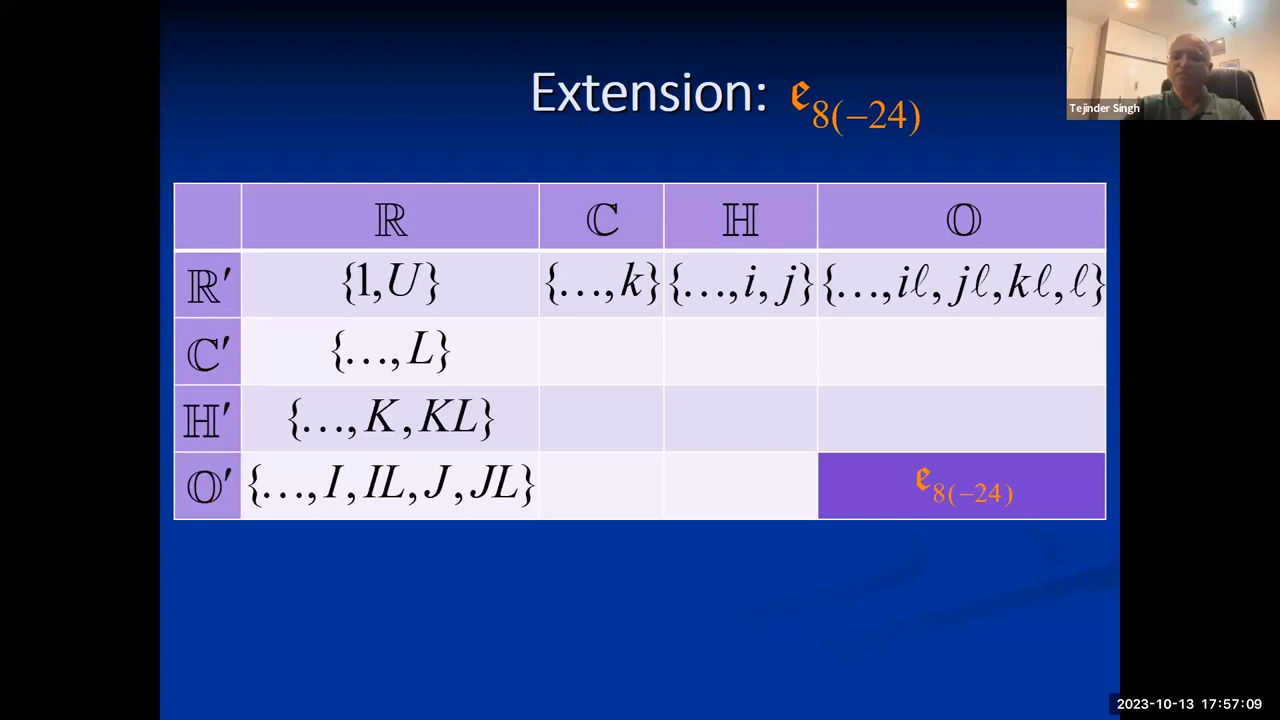 Extension: 𝔢8(−24)
Tejinder Singh
ℝ ℂ ℍ 𝕆
ℝ′ {1,U} {…,k} {…,i,j} {…,iℓ,jℓ,kℓ,ℓ}
ℂ′ {…,L}
ℍ′ {…,K,KL}
𝕆′ {…,I,IL,J,JL} 𝔢8(−24)
2023-10-13 17:57:09